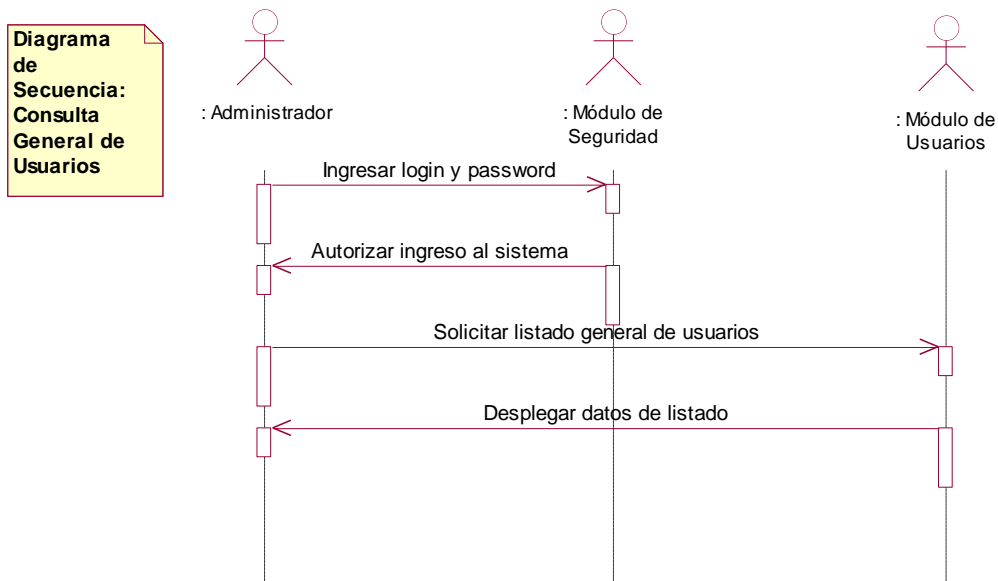 Diagrama
de
Secuencia:
Consulta
General de
Usuarios
: Administrador
: Módulo de
Seguridad
: Módulo de
Usuarios
Ingresar login y password
Autorizar ingreso al sistema
Solicitar listado general de usuarios
Desplegar datos de listado